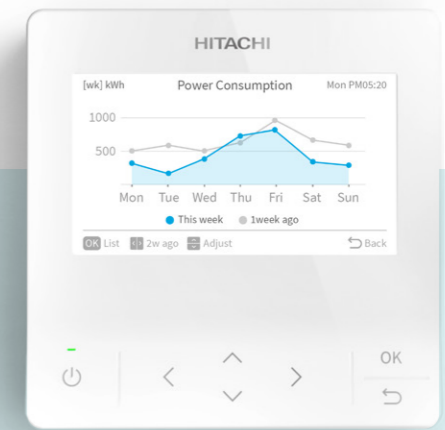 HITACHI
[wk] kWh Power Consumption Mon PM05:20
1000
500
Mon Tue Wed Thu Fri Sat Sun
This week 1week ago
OK List 2w ago Adjust Back
OK